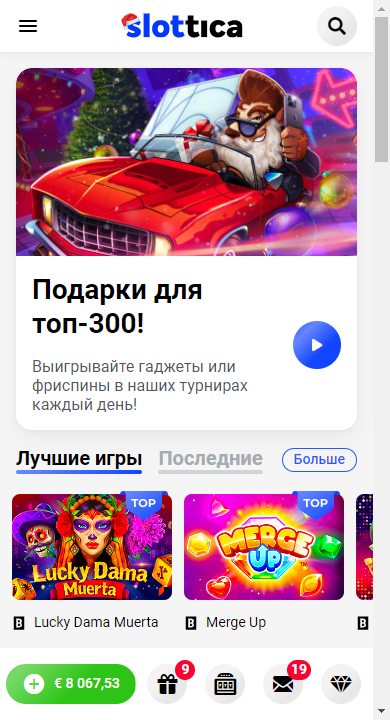 slottica
Подарки для
топ-300!
Выигрывайте гаджеты или
фриспины в наших турнирах
каждый день!
Лучшие игры Последние Больше
TOP TOP
Lucky Dama
Muerta
MERGE
UP
B Lucky Dama Muerta B Merge Up B
9 19
€ 8 067,53